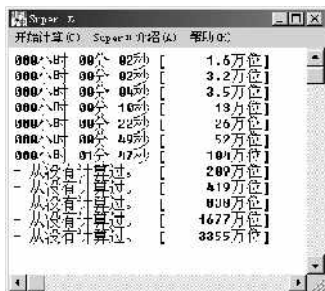 Super π
开始计算(C) Super π 介绍(A) 帮助(H)
000小时 00分 02秒 [ 1.6万位]
000小时 00分 02秒 [ 3.2万位]
000小时 00分 04秒 [ 3.5万位]
000小时 00分 10秒 [ 13万位]
000小时 00分 22秒 [ 26万位]
000小时 00分 49秒 [ 52万位]
000小时 01分 47秒 [ 104万位]
- 从没有计算过。 [ 209万位]
- 从没有计算过。 [ 419万位]
- 从没有计算过。 [ 838万位]
- 从没有计算过。 [ 1677万位]
- 从没有计算过。 [ 3355万位]